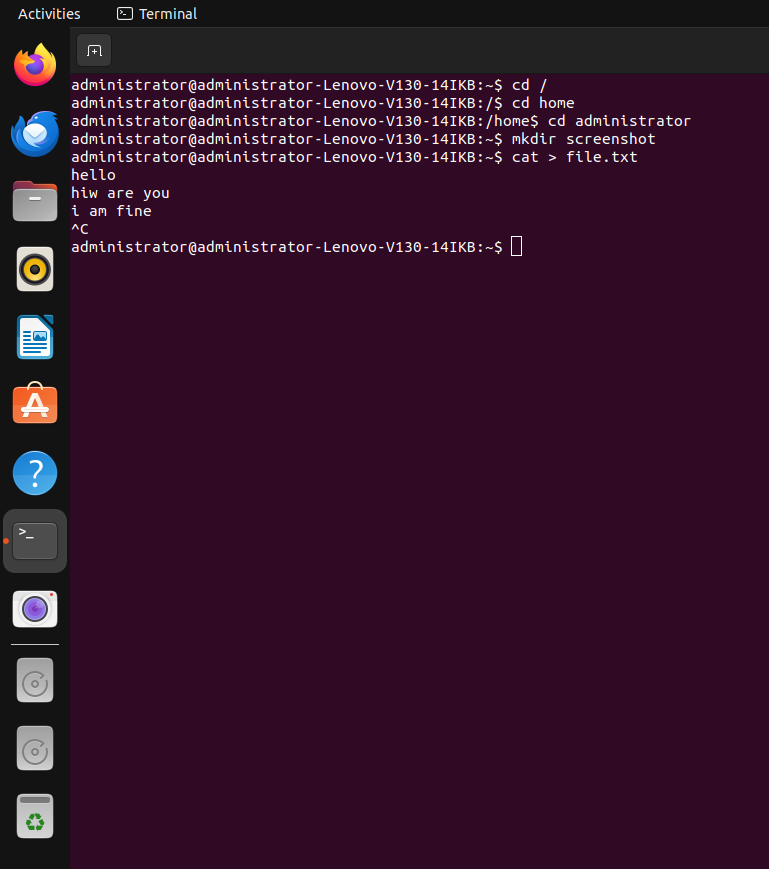 Activities
Terminal
administrator@administrator-Lenovo-V130-14IKB:~$ cd /
administrator@administrator-Lenovo-V130-14IKB:/$ cd home
administrator@administrator-Lenovo-V130-14IKB:/home$ cd administrator
administrator@administrator-Lenovo-V130-14IKB:~$ mkdir screenshot
administrator@administrator-Lenovo-V130-14IKB:~$ cat > file.txt
hello
hiw are you
i am fine
^C
administrator@administrator-Lenovo-V130-14IKB:~$